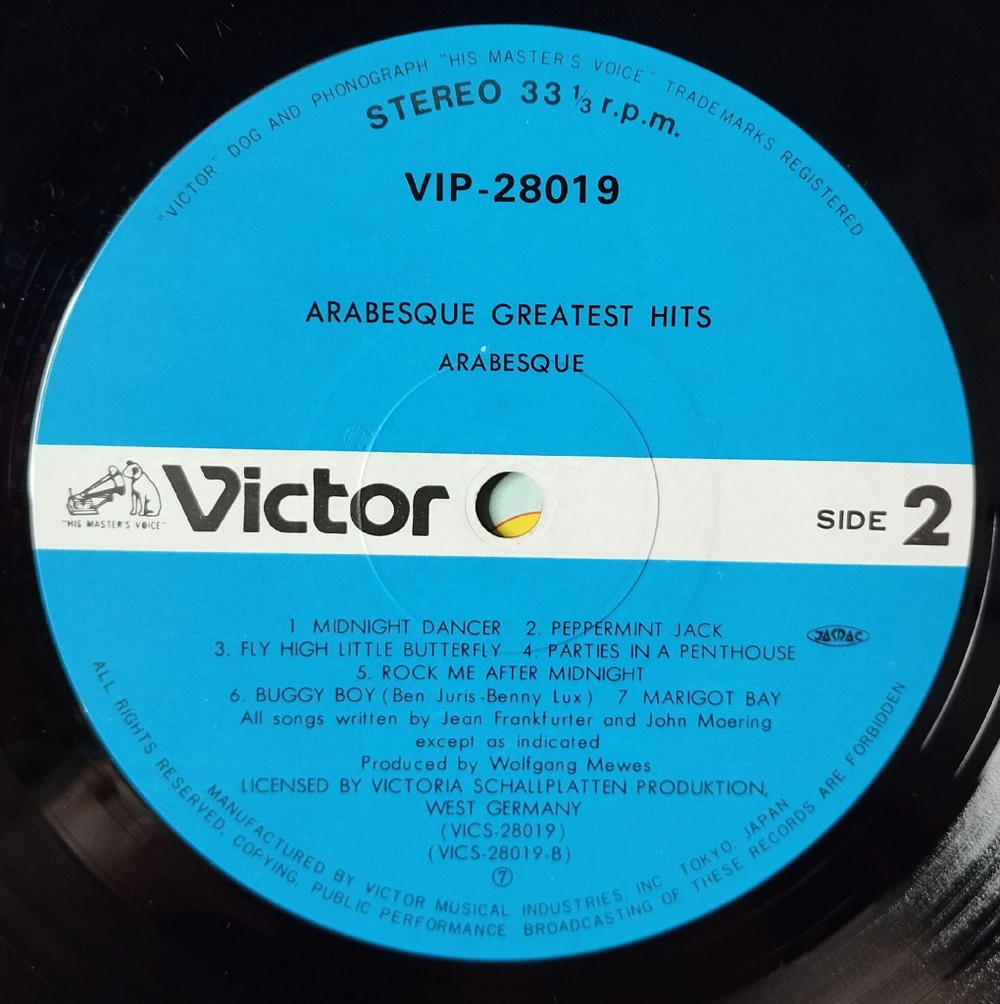 "VICTOR" DOG AND PHONOGRAPH "HIS MASTER'S VOICE" TRADEMARKS REGISTERED
STEREO 33 1/3 r.p.m.
VIP-28019
ARABESQUE GREATEST HITS
ARABESQUE
"HIS MASTER'S VOICE"
Victor
SIDE 2
1 MIDNIGHT DANCER 2. PEPPERMINT JACK
JASRAC
3. FLY HIGH LITTLE BUTTERFLY 4. PARTIES IN A PENTHOUSE
5. ROCK ME AFTER MIDNIGHT
6. BUGGY BOY (Ben Juris-Benny Lux) 7 MARIGOT BAY
All songs written by Jean Frankfurter and John Moering
except as indicated
Produced by Wolfgang Mewes
LICENSED BY VICTORIA SCHALLPLATTEN PRODUKTION,
WEST GERMANY
(VICS-28019)
(VICS-28019-B)
⑦
MANUFACTURED BY VICTOR MUSICAL INDUSTRIES, INC TOKYO, JAPAN
ALL RIGHTS RESERVED, COPYING, PUBLIC PERFORMANCE BROADCASTING OF THESE RECORDS ARE FORBIDDEN